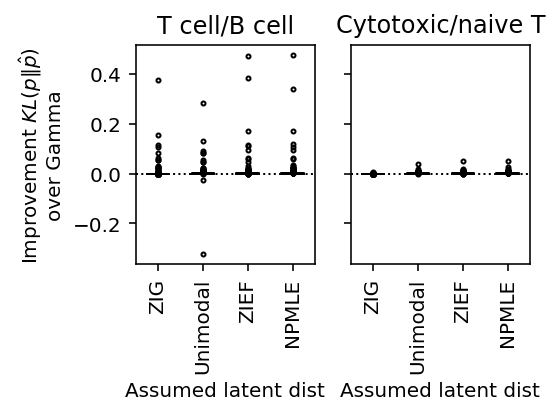 T cell/B cell
Cytotoxic/naive T
Improvement KL(p‖p̂)
over Gamma
0.4
0.2
0.0
−0.2
ZIG
Unimodal
ZIEF
NPMLE
ZIG
Unimodal
ZIEF
NPMLE
Assumed latent dist
Assumed latent dist